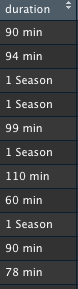 duration
90 min
94 min
1 Season
1 Season
99 min
1 Season
110 min
60 min
1 Season
90 min
78 min